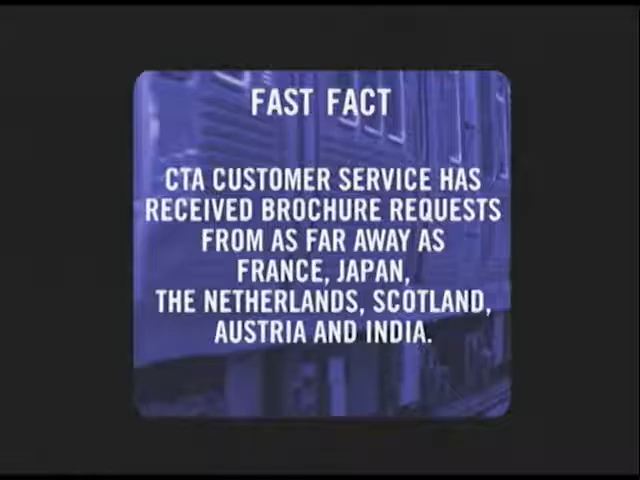 FAST FACT
CTA CUSTOMER SERVICE HAS
RECEIVED BROCHURE REQUESTS
FROM AS FAR AWAY AS
FRANCE, JAPAN,
THE NETHERLANDS, SCOTLAND,
AUSTRIA AND INDIA.